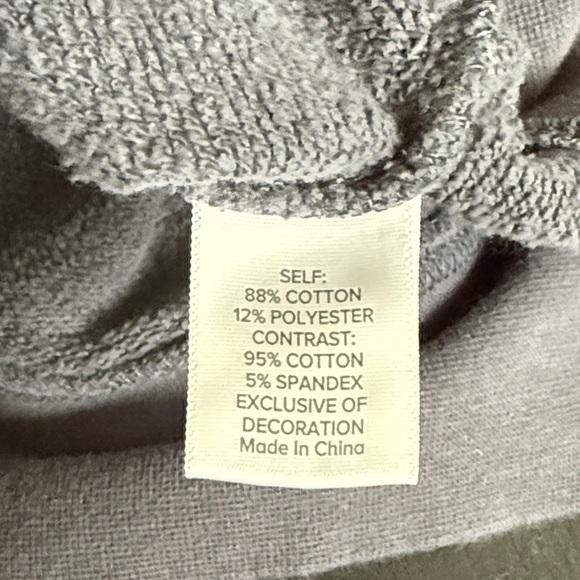 SELF:
88% COTTON
12% POLYESTER
CONTRAST:
95% COTTON
5% SPANDEX
EXCLUSIVE OF
DECORATION
Made In China